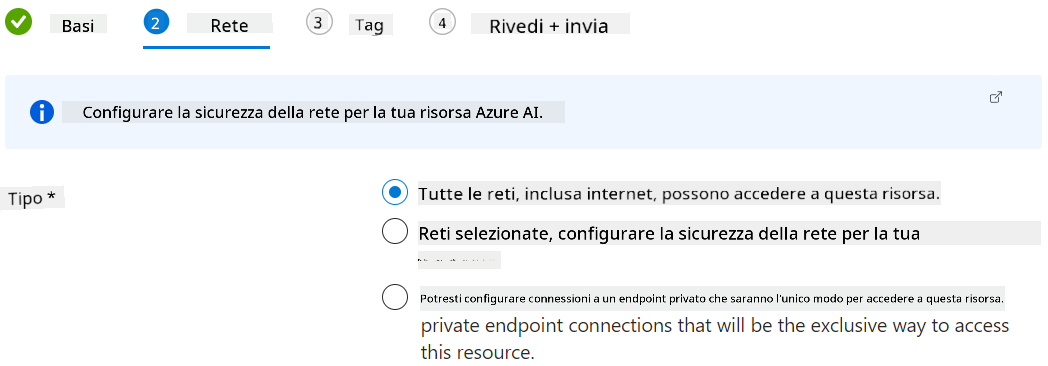 Basi 2 Rete 3 Tag 4 Rivedi + invia
Configurare la sicurezza della rete per la tua risorsa Azure AI.
Tipo *
Tutte le reti, inclusa internet, possono accedere a questa risorsa.
Reti selezionate, configurare la sicurezza della rete per la tua
Potresti configurare connessioni a un endpoint privato che saranno l'unico modo per accedere a questa risorsa.
private endpoint connections that will be the exclusive way to access
this resource.